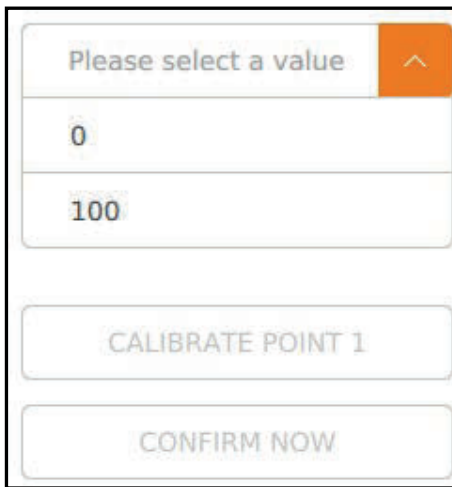 Please select a value
0
100
CALIBRATE POINT 1
CONFIRM NOW